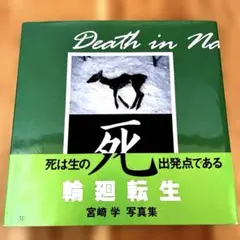 Death in Na
死は生の死出発点である
輪廻転生
宮崎 学 写真集